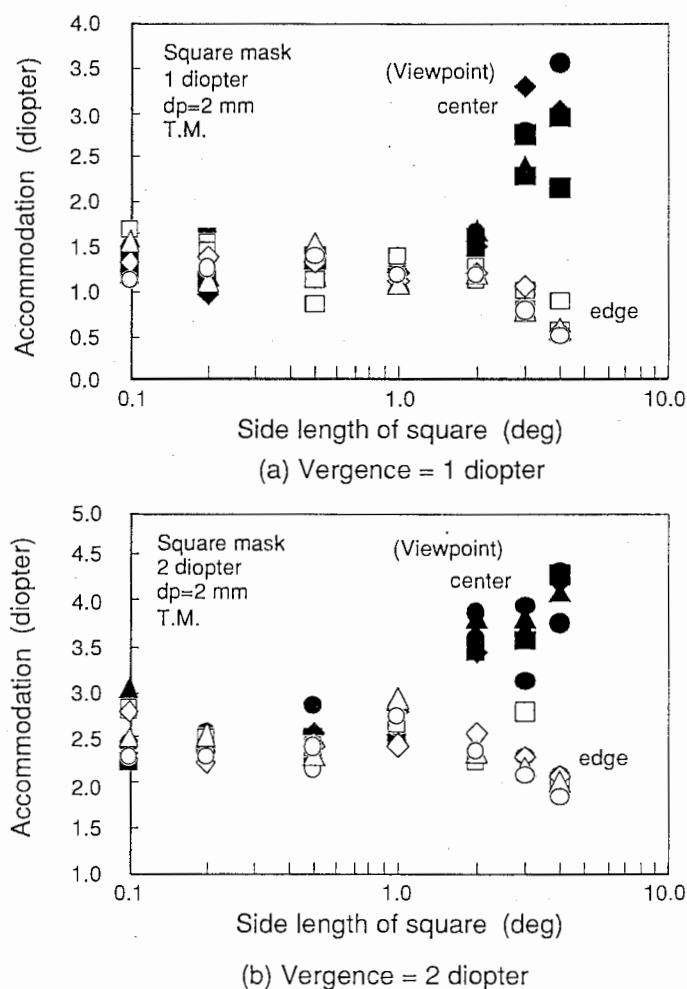 4.0
3.5
3.0
2.5
2.0
1.5
1.0
0.5
0.0
Accommodation (diopter)
Square mask
1 diopter
dp=2 mm
T.M.
(Viewpoint)
center
edge
0.1
1.0
10.0
Side length of square (deg)
(a) Vergence = 1 diopter
5.0
4.5
4.0
3.5
3.0
2.5
2.0
1.0
Accommodation (diopter)
Square mask
2 diopter
dp=2 mm
T.M.
(Viewpoint)
center
edge
0.1
1.0
10.0
Side length of square (deg)
(b) Vergence = 2 diopter